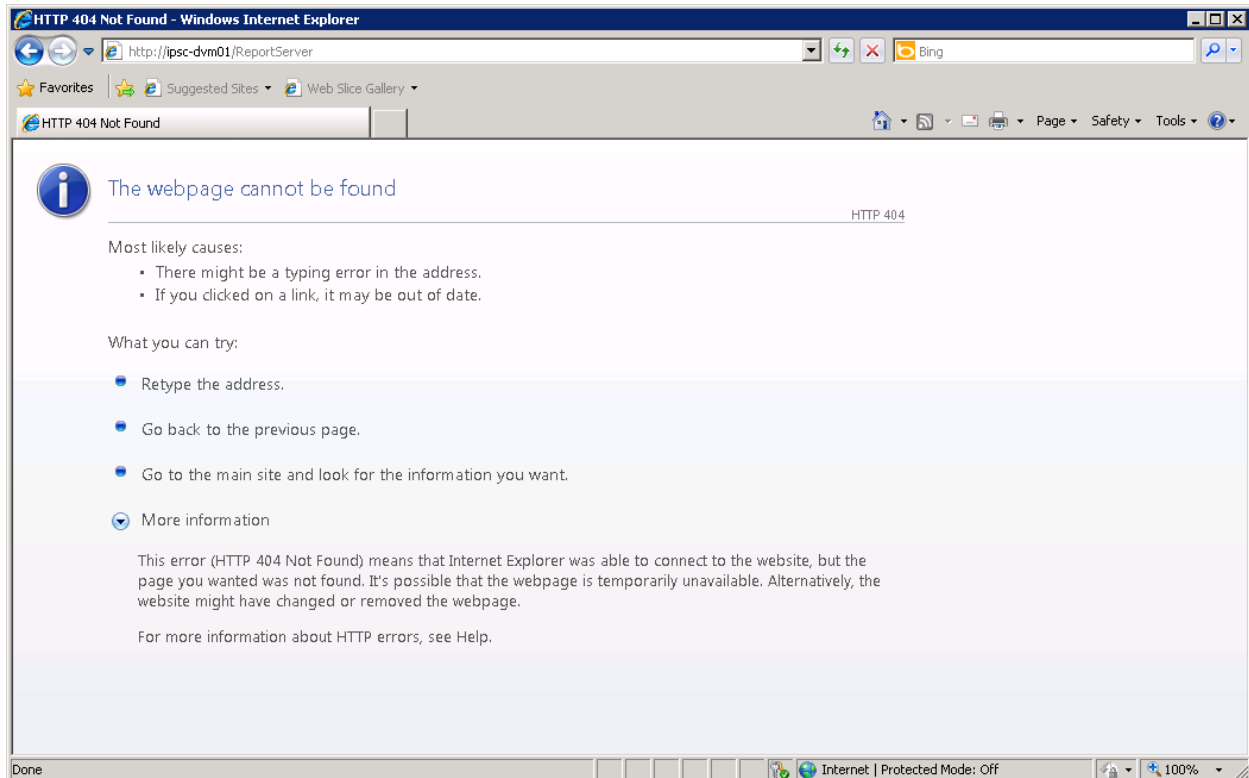 HTTP 404 Not Found - Windows Internet Explorer
http://ipsc-dvm01/ReportServer
Bing
Favorites
Suggested Sites
Web Slice Gallery
HTTP 404 Not Found
Page
Safety
Tools
The webpage cannot be found
HTTP 404
Most likely causes:
• There might be a typing error in the address.
• If you clicked on a link, it may be out of date.
What you can try:
Retype the address.
Go back to the previous page.
Go to the main site and look for the information you want.
More information
This error (HTTP 404 Not Found) means that Internet Explorer was able to connect to the website, but the
page you wanted was not found. It's possible that the webpage is temporarily unavailable. Alternatively, the
website might have changed or removed the webpage.
For more information about HTTP errors, see Help.
Done
Internet | Protected Mode: Off
100%